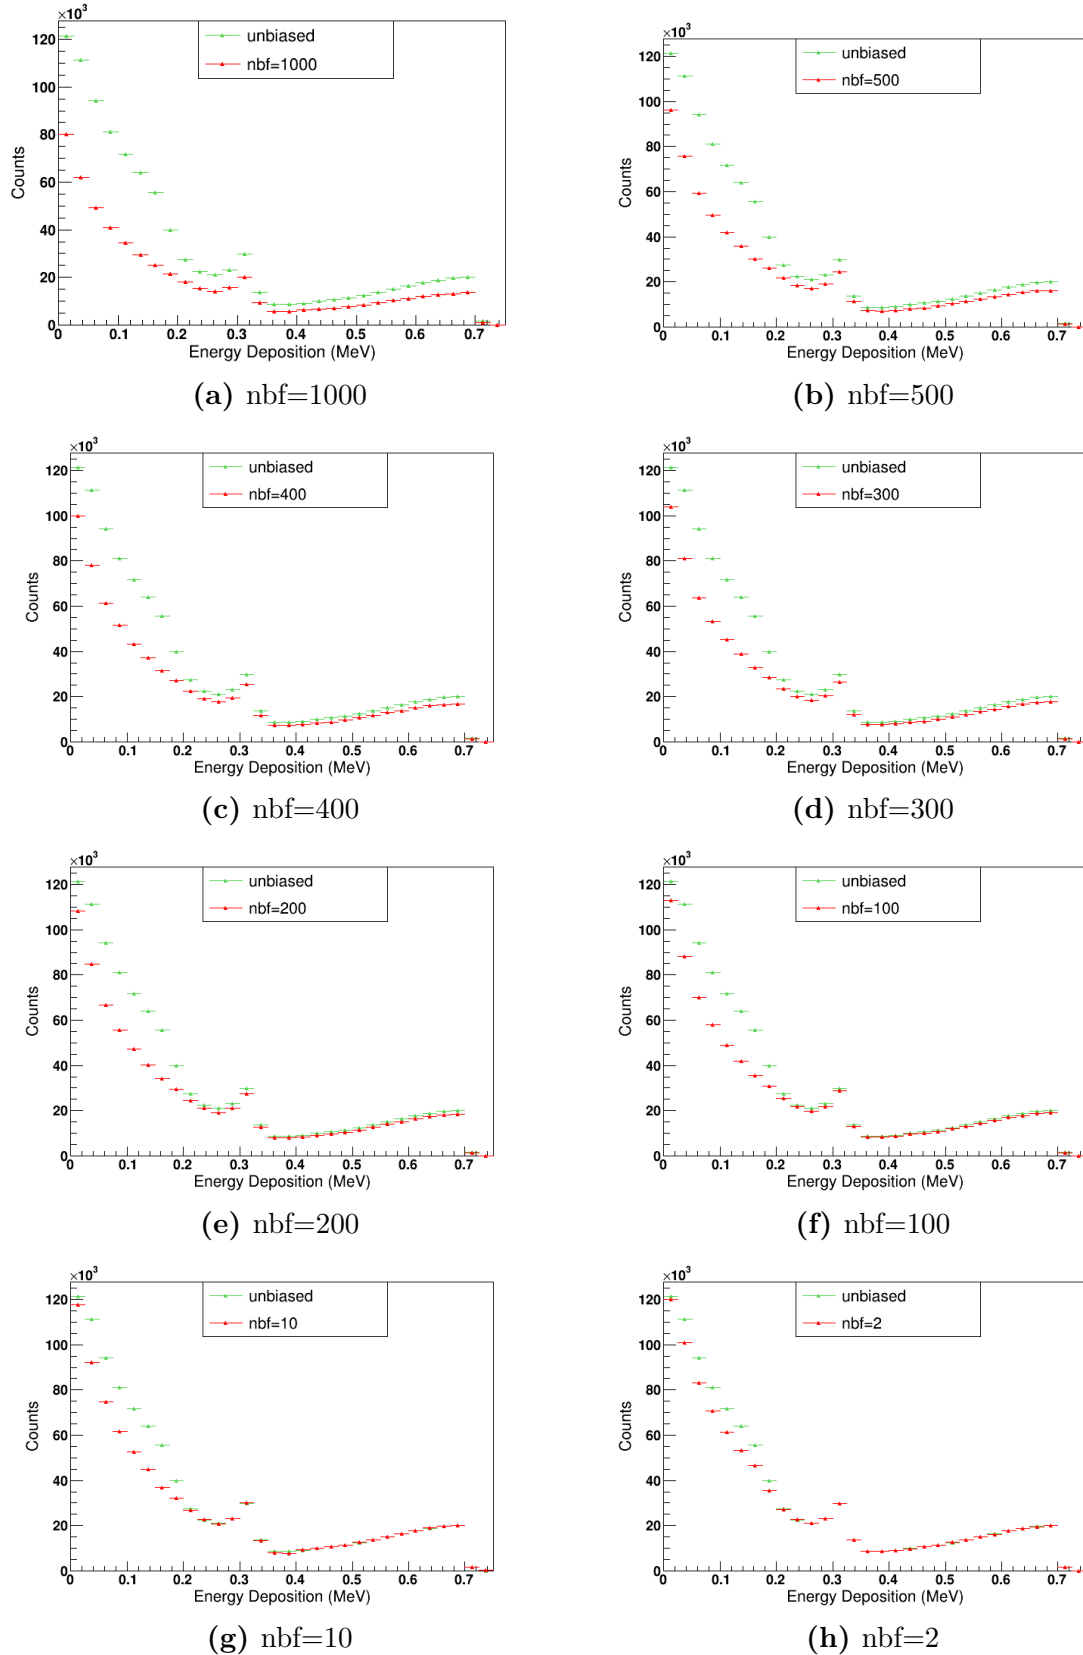 ×10³
120
100
80
60
40
20
0
Counts
unbiased
nbf=1000
0 0.1 0.2 0.3 0.4 0.5 0.6 0.7
Energy Deposition (MeV)
(a) nbf=1000
×10³
120
100
80
60
40
20
0
Counts
unbiased
nbf=500
0 0.1 0.2 0.3 0.4 0.5 0.6 0.7
Energy Deposition (MeV)
(b) nbf=500
×10³
120
100
80
60
40
20
0
Counts
unbiased
nbf=400
0 0.1 0.2 0.3 0.4 0.5 0.6 0.7
Energy Deposition (MeV)
(c) nbf=400
×10³
120
100
80
60
40
20
0
Counts
unbiased
nbf=300
0 0.1 0.2 0.3 0.4 0.5 0.6 0.7
Energy Deposition (MeV)
(d) nbf=300
×10³
120
100
80
60
40
20
0
Counts
unbiased
nbf=200
0 0.1 0.2 0.3 0.4 0.5 0.6 0.7
Energy Deposition (MeV)
(e) nbf=200
×10³
120
100
80
60
40
20
0
Counts
unbiased
nbf=100
0 0.1 0.2 0.3 0.4 0.5 0.6 0.7
Energy Deposition (MeV)
(f) nbf=100
×10³
120
100
80
60
40
20
0
Counts
unbiased
nbf=10
0 0.1 0.2 0.3 0.4 0.5 0.6 0.7
Energy Deposition (MeV)
(g) nbf=10
×10³
120
100
80
60
40
20
0
Counts
unbiased
nbf=2
0 0.1 0.2 0.3 0.4 0.5 0.6 0.7
Energy Deposition (MeV)
(h) nbf=2